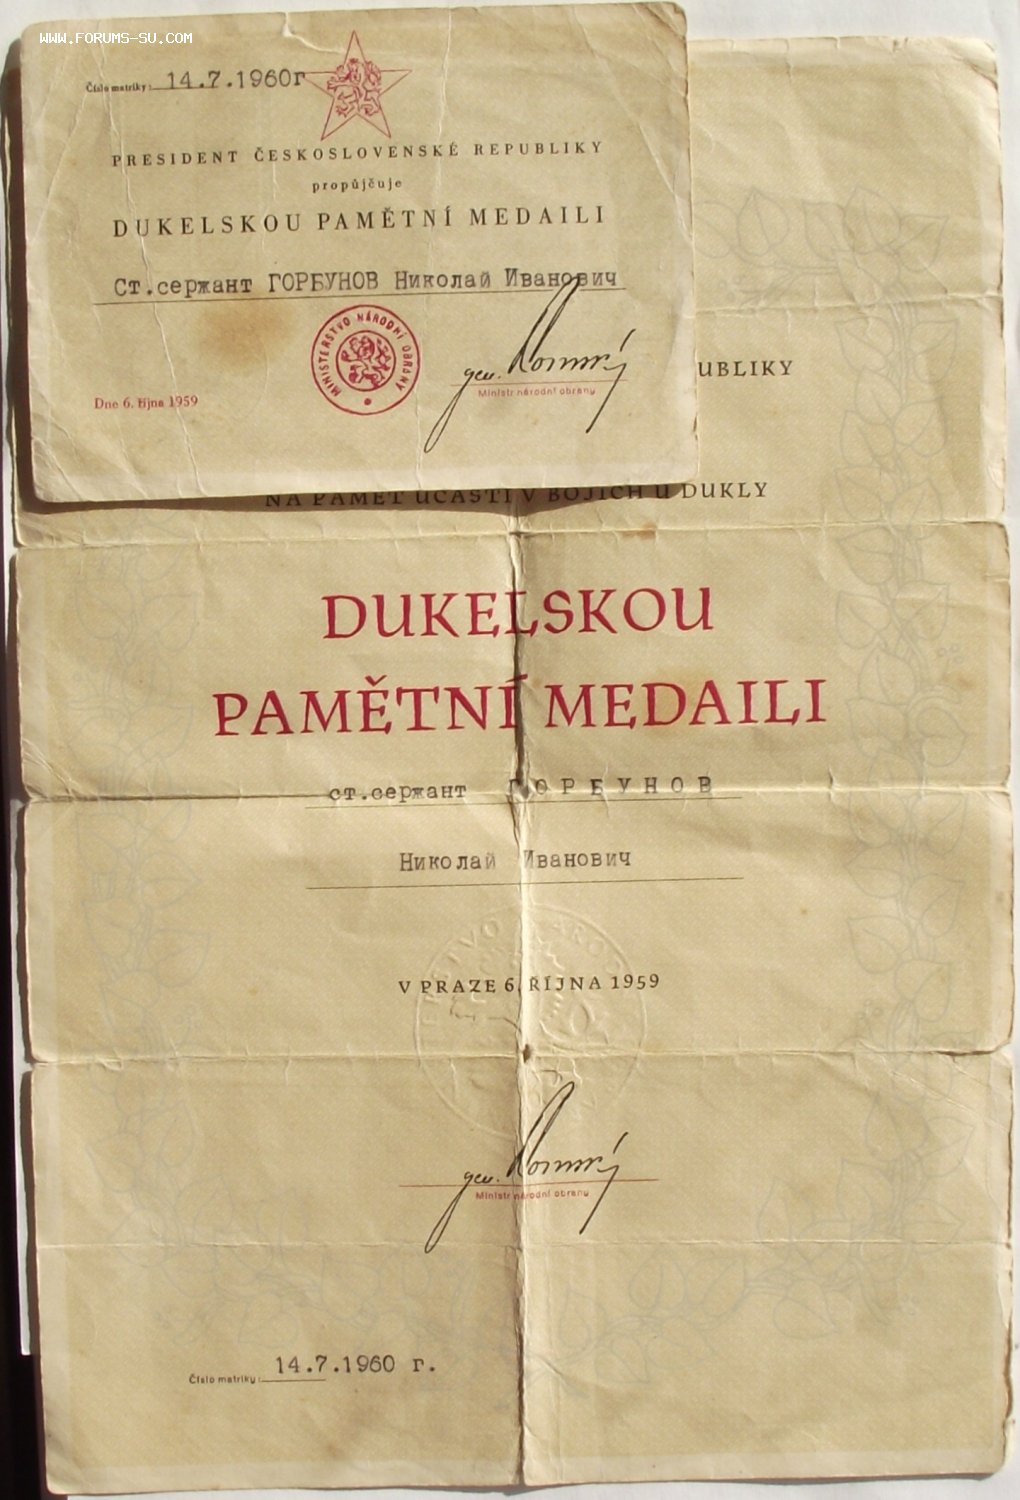 WWW.FORUMS-SU.COM
Číslo matriky: 14.7.1960г
PRESIDENT ČESKOSLOVENSKÉ REPUBLIKY
propůjčuje
DUKELSKOU PAMĚTNÍ MEDAILI
Ст.сержант ГОРБУНОВ Николай Иванович
MINISTERSTVO NÁRODNÍ OBRANY
gen.
Ministr národní obrany
Dne 6. října 1959
UBLIKY
NA PAMĚŤ ÚČASTI V BOJÍCH U DUKLY
DUKELSKOU
PAMĚTNÍ MEDAILI
ст.сержант ГОРБУНОВ
Николай Иванович
V PRAZE 6. ŘÍJNA 1959
gen.
Ministr národní obrany
Číslo matriky: 14.7.1960 г.